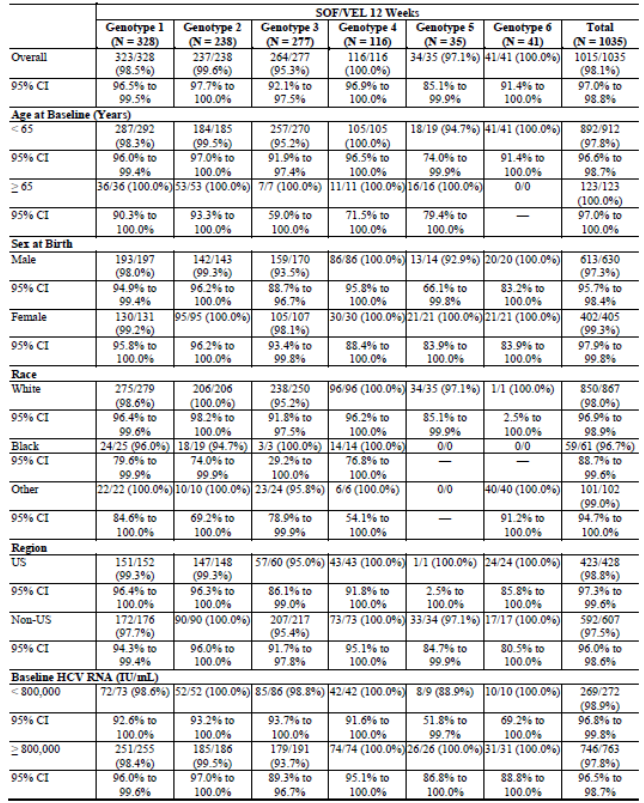 SOF/VEL 12 Weeks
Genotype 1 Genotype 2 Genotype 3 Genotype 4 Genotype 5 Genotype 6 Total
(N = 328) (N = 238) (N = 277) (N = 116) (N = 35) (N = 41) (N = 1035)
Overall 323/328 237/238 264/277 116/116 34/35 (97.1%) 41/41 (100.0%) 1015/1035
(98.5%) (99.6%) (95.3%) (100.0%) (98.1%)
95% CI 96.5% to 97.7% to 92.1% to 96.9% to 85.1% to 91.4% to 97.0% to
99.5% 100.0% 97.5% 100.0% 99.9% 100.0% 98.8%
Age at Baseline (Years)
< 65 287/292 184/185 257/270 105/105 18/19 (94.7%) 41/41 (100.0%) 892/912
(98.3%) (99.5%) (95.2%) (100.0%) (97.8%)
95% CI 96.0% to 97.0% to 91.9% to 96.5% to 74.0% to 91.4% to 96.6% to
99.4% 100.0% 97.4% 100.0% 99.9% 100.0% 98.7%
≥ 65 36/36 (100.0%) 53/53 (100.0%) 7/7 (100.0%) 11/11 (100.0%) 16/16 (100.0%) 0/0 123/123
(100.0%)
95% CI 90.3% to 93.3% to 59.0% to 71.5% to 79.4% to — 97.0% to
100.0% 100.0% 100.0% 100.0% 100.0% 100.0%
Sex at Birth
Male 193/197 142/143 159/170 86/86 (100.0%) 13/14 (92.9%) 20/20 (100.0%) 613/630
(98.0%) (99.3%) (93.5%) (97.3%)
95% CI 94.9% to 96.2% to 88.7% to 95.8% to 66.1% to 83.2% to 95.7% to
99.4% 100.0% 96.7% 100.0% 99.8% 100.0% 98.4%
Female 130/131 95/95 (100.0%) 105/107 30/30 (100.0%) 21/21 (100.0%) 21/21 (100.0%) 402/405
(99.2%) (98.1%) (99.3%)
95% CI 95.8% to 96.2% to 93.4% to 88.4% to 83.9% to 83.9% to 97.9% to
100.0% 100.0% 99.8% 100.0% 100.0% 100.0% 99.8%
Race
White 275/279 206/206 238/250 96/96 (100.0%) 34/35 (97.1%) 1/1 (100.0%) 850/867
(98.6%) (100.0%) (95.2%) (98.0%)
95% CI 96.4% to 98.2% to 91.8% to 96.2% to 85.1% to 2.5% to 96.9% to
99.6% 100.0% 97.5% 100.0% 99.9% 100.0% 98.9%
Black 24/25 (96.0%) 18/19 (94.7%) 3/3 (100.0%) 14/14 (100.0%) 0/0 0/0 59/61 (96.7%)
95% CI 79.6% to 74.0% to 29.2% to 76.8% to — — 88.7% to
99.9% 99.9% 100.0% 100.0% 99.6%
Other 22/22 (100.0%) 10/10 (100.0%) 23/24 (95.8%) 6/6 (100.0%) 0/0 40/40 (100.0%) 101/102
(99.0%)
95% CI 84.6% to 69.2% to 78.9% to 54.1% to — 91.2% to 94.7% to
100.0% 100.0% 99.9% 100.0% 100.0% 100.0%
Region
US 151/152 147/148 57/60 (95.0%) 43/43 (100.0%) 1/1 (100.0%) 24/24 (100.0%) 423/428
(99.3%) (99.3%) (98.8%)
95% CI 96.4% to 96.3% to 86.1% to 91.8% to 2.5% to 85.8% to 97.3% to
100.0% 100.0% 99.0% 100.0% 100.0% 100.0% 99.6%
Non-US 172/176 90/90 (100.0%) 207/217 73/73 (100.0%) 33/34 (97.1%) 17/17 (100.0%) 592/607
(97.7%) (95.4%) (97.5%)
95% CI 94.3% to 96.0% to 91.7% to 95.1% to 84.7% to 80.5% to 96.0% to
99.4% 100.0% 97.8% 100.0% 99.9% 100.0% 98.6%
Baseline HCV RNA (IU/mL)
< 800,000 72/73 (98.6%) 52/52 (100.0%) 85/86 (98.8%) 42/42 (100.0%) 8/9 (88.9%) 10/10 (100.0%) 269/272
(98.9%)
95% CI 92.6% to 93.2% to 93.7% to 91.6% to 51.8% to 69.2% to 96.8% to
100.0% 100.0% 100.0% 100.0% 99.7% 100.0% 99.8%
≥ 800,000 251/255 185/186 179/191 74/74 (100.0%) 26/26 (100.0%) 31/31 (100.0%) 746/763
(98.4%) (99.5%) (93.7%) (97.8%)
95% CI 96.0% to 97.0% to 89.3% to 95.1% to 86.8% to 88.8% to 96.5% to
99.6% 100.0% 96.7% 100.0% 100.0% 100.0% 98.7%